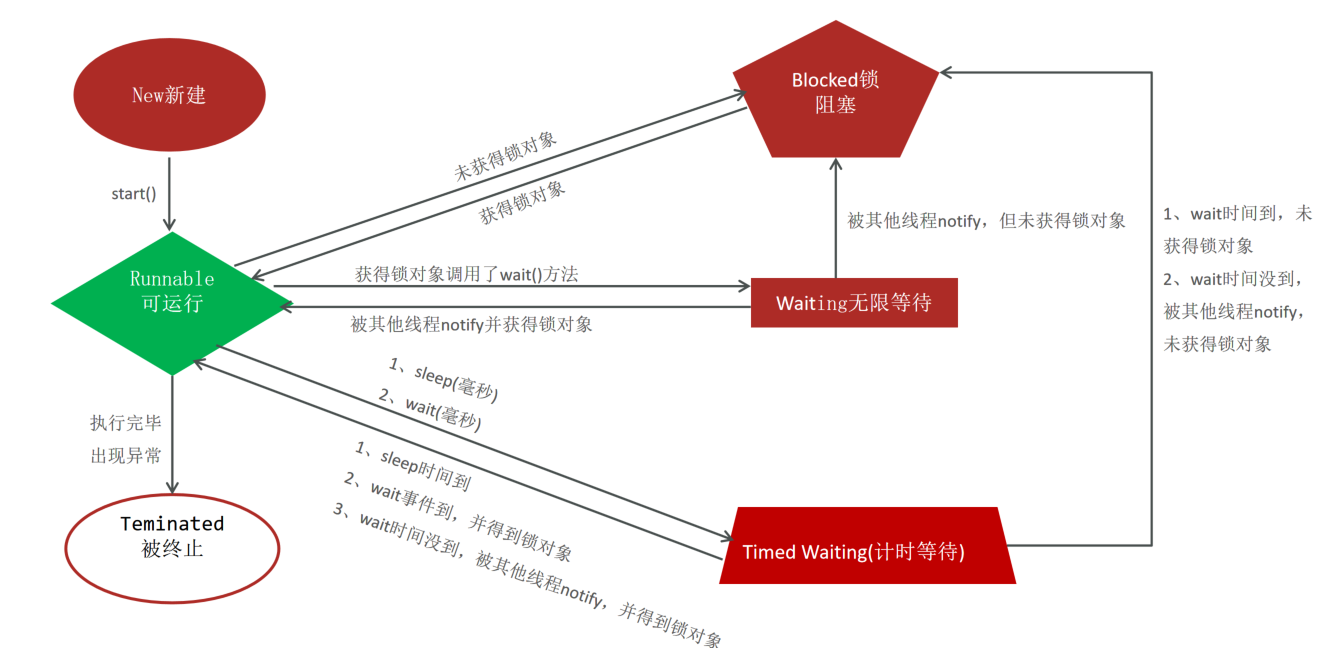 New新建
start()
Runnable
可运行
执行完毕
出现异常
Teminated
被终止
未获得锁对象
获得锁对象
获得锁对象调用了wait()方法
被其他线程notify并获得锁对象
1、sleep(毫秒)
2、wait(毫秒)
1、sleep时间到
2、wait事件到，并得到锁对象
3、wait时间没到，被其他线程notify，并得到锁对象
Blocked锁
阻塞
被其他线程notify，但未获得锁对象
Waiting无限等待
Timed Waiting(计时等待)
1、wait时间到，未
获得锁对象
2、wait时间没到，
被其他线程notify，
未获得锁对象